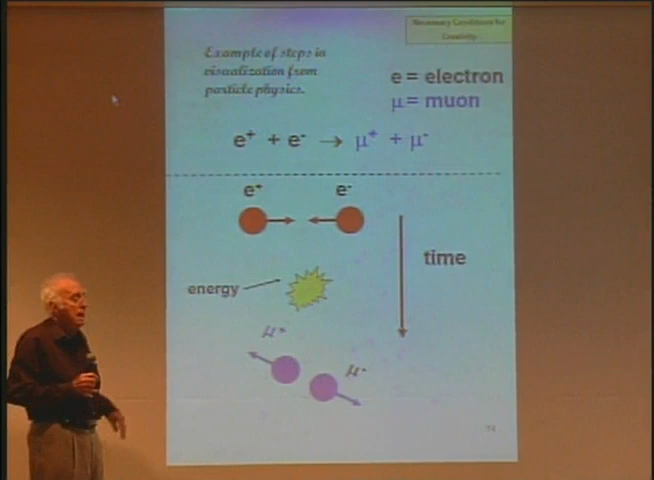 Necessary Conditions for
Creativity
Example of steps in
visualization from
particle physics.
e = electron
μ = muon
e⁺ + e⁻ → μ⁺ + μ⁻
e⁺ e⁻
time
energy
μ⁺
μ⁻